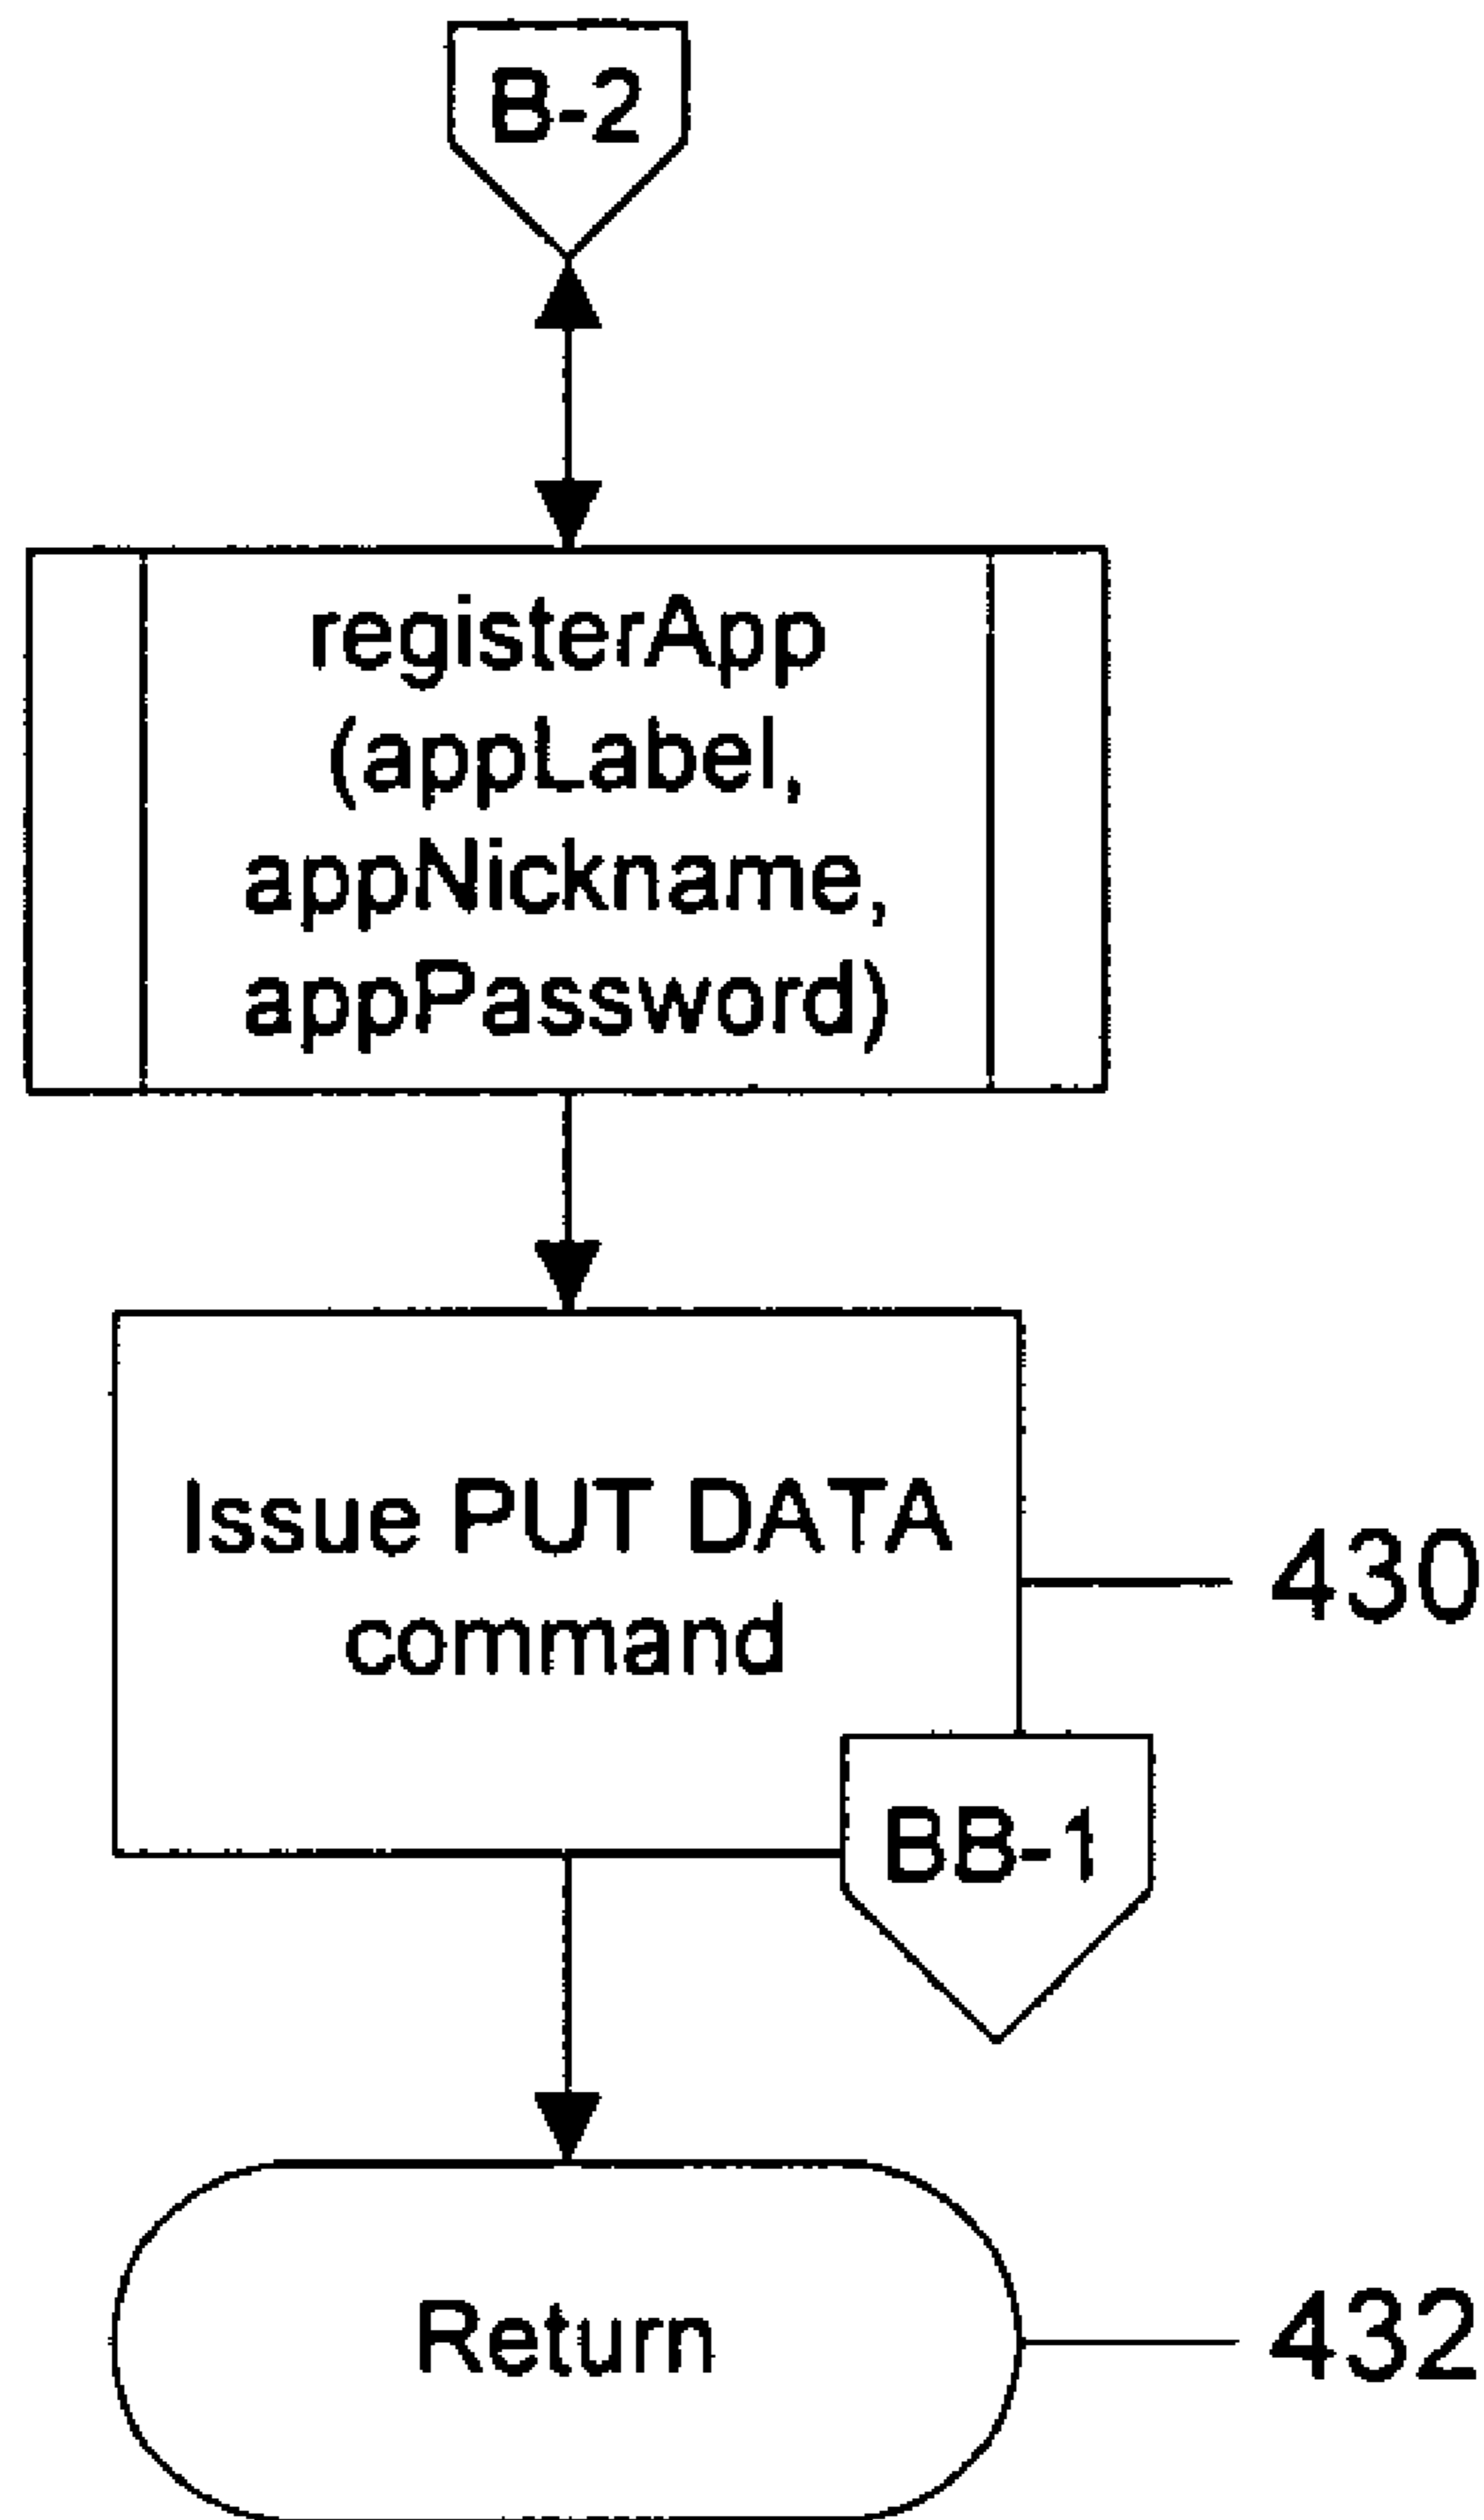 B-2
registerApp
(appLabel,
appNickname,
appPassword)
Issue PUT DATA
command
430
BB-1
Return
432